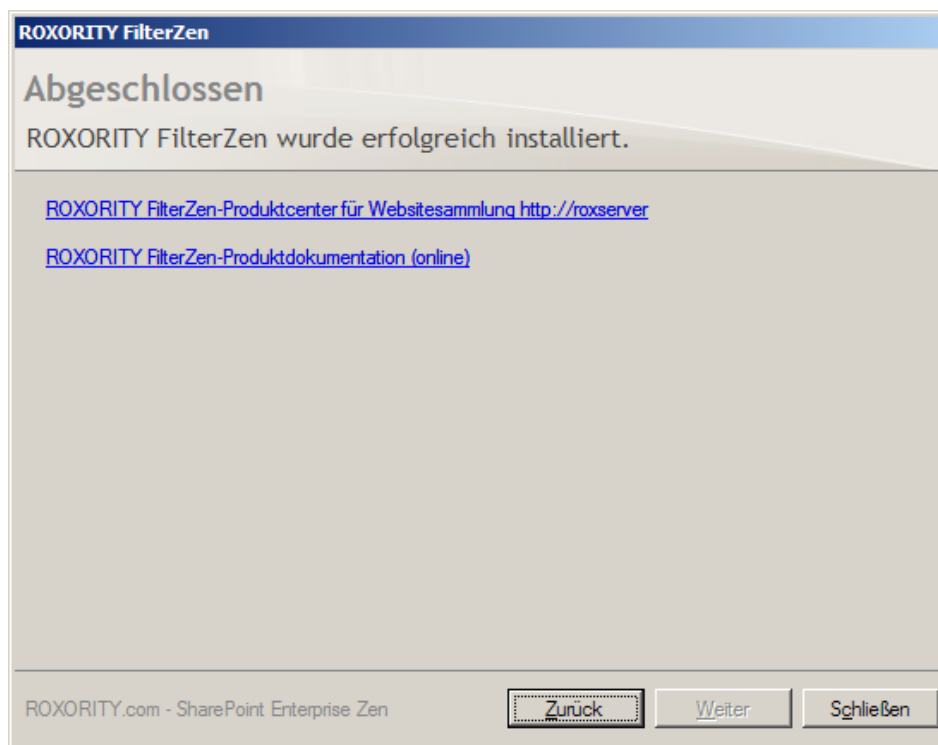 ROXORITY FilterZen
Abgeschlossen
ROXORITY FilterZen wurde erfolgreich installiert.
ROXORITY FilterZen-Produktcenter für Websitesammlung http://roxserver
ROXORITY FilterZen-Produktdokumentation (online)
ROXORITY.com - SharePoint Enterprise Zen
Zurück
Weiter
Schließen